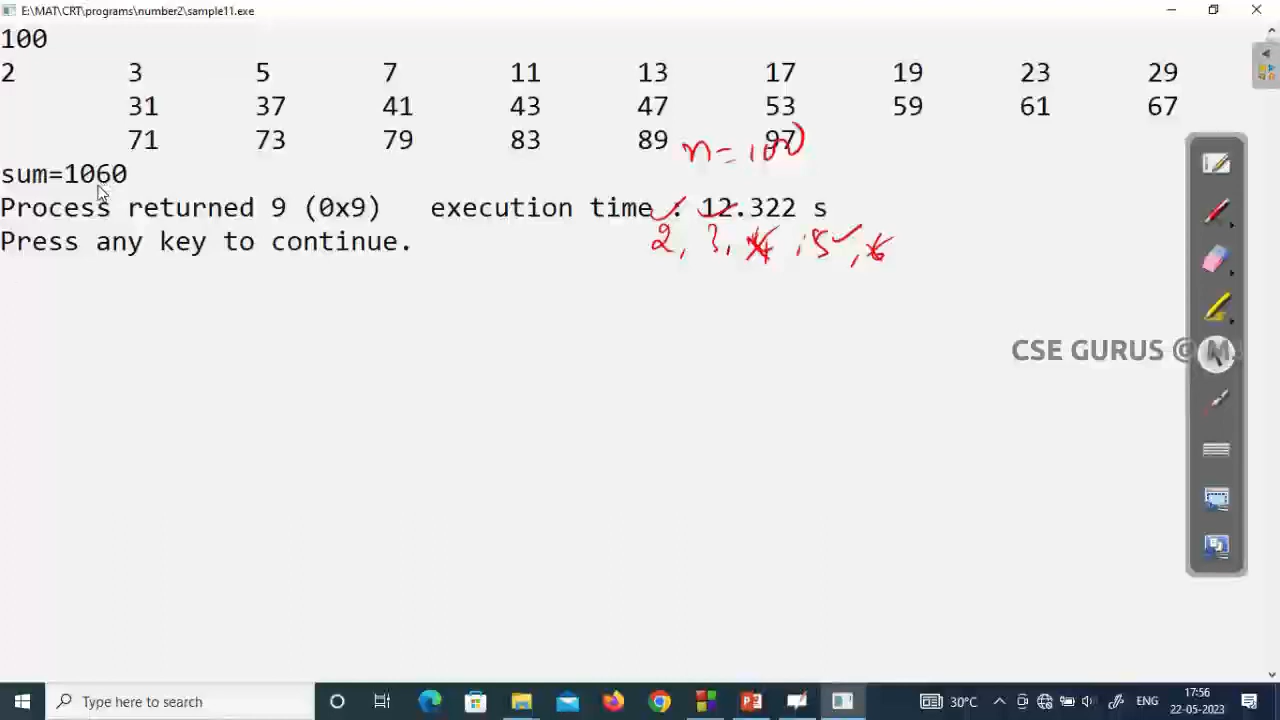 E:\MAT\CRT\programs\number2\sample11.exe
100
2 3 5 7 11 13 17 19 23 29
31 37 41 43 47 53 59 61 67
71 73 79 83 89 97
n=100
sum=1060
Process returned 9 (0x9) execution time : 12.322 s
Press any key to continue.
2, 3, 4, 5, 6
CSE GURUS @ M
Type here to search
30°C
ENG
17:56
22-05-2023